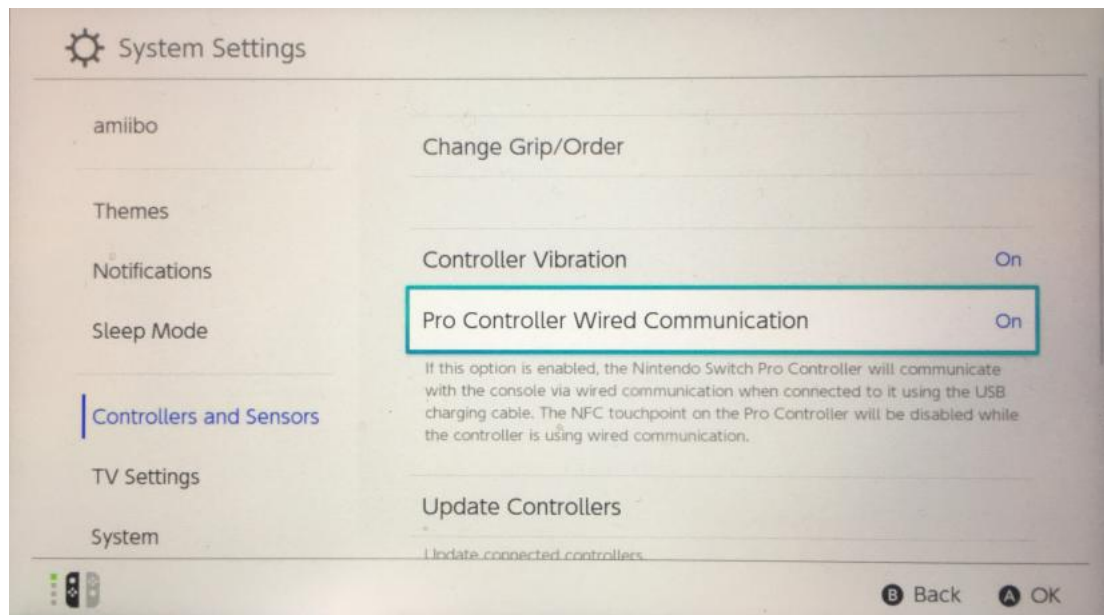 System Settings
amiibo
Themes
Notifications
Sleep Mode
Controllers and Sensors
TV Settings
System
Change Grip/Order
Controller Vibration On
Pro Controller Wired Communication On
If this option is enabled, the Nintendo Switch Pro Controller will communicate
with the console via wired communication when connected to it using the USB
charging cable. The NFC touchpoint on the Pro Controller will be disabled while
the controller is using wired communication.
Update Controllers
Update connected controllers.
B Back A OK